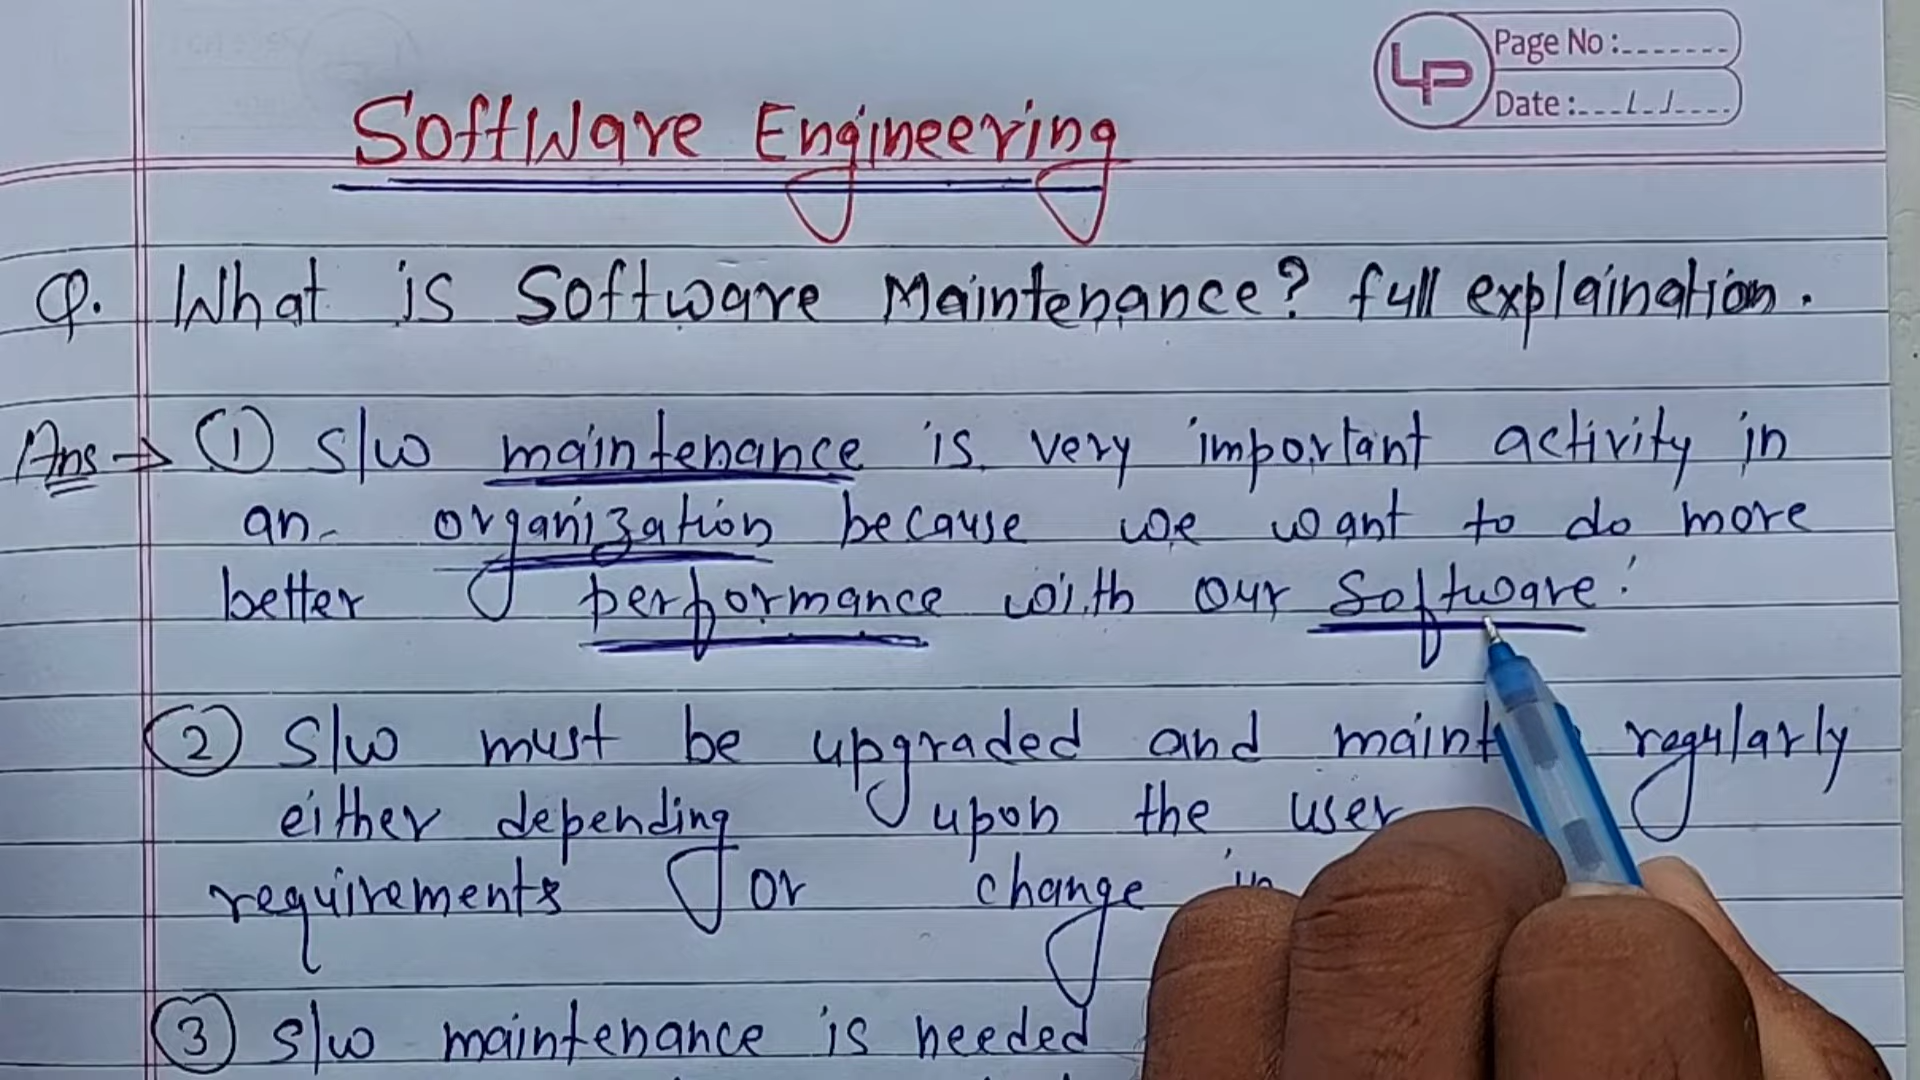 LP
Page No :
Date :
Software Engineering
Q. What is Software Maintenance? full explaination.
Ans → ① S/w maintenance is very important activity in
an organization because we want to do more
better performance with our Software.
② S/w must be upgraded and regularly
either depending upon the user
requirements or change in
③ S/w maintenance is needed